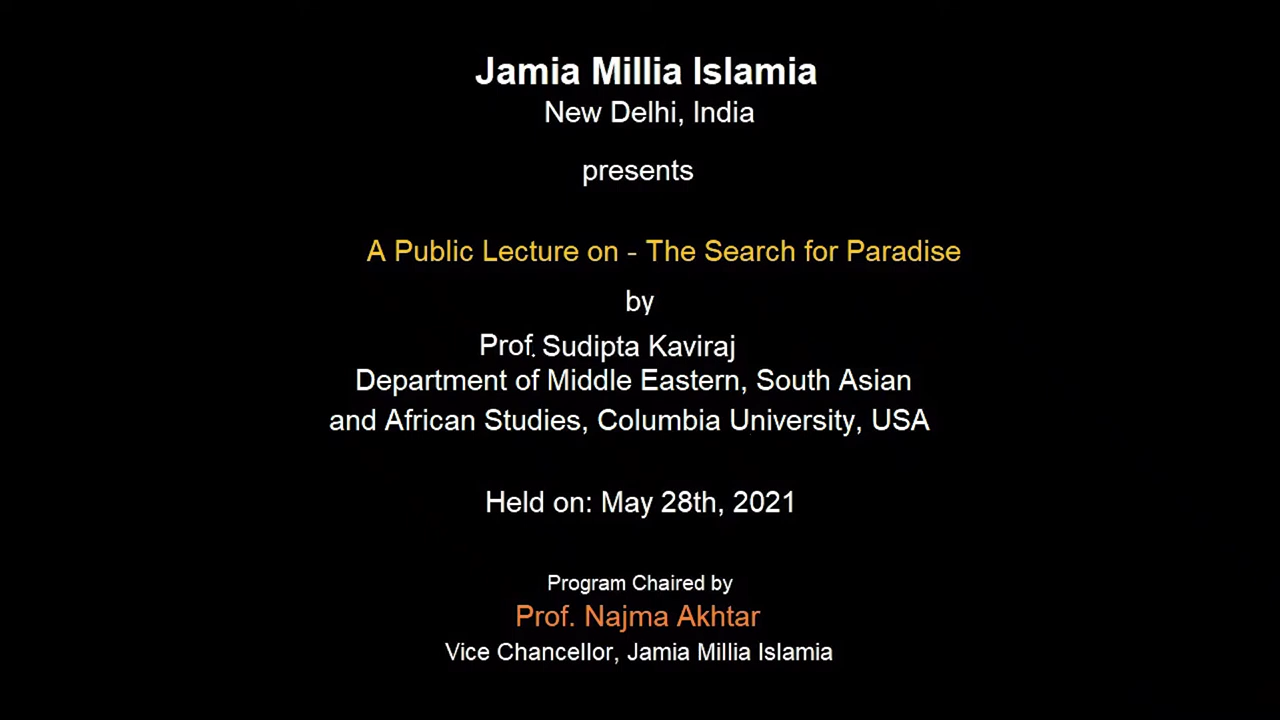 Jamia Millia Islamia
New Delhi, India
presents
A Public Lecture on - The Search for Paradise
by
Prof. Sudipta Kaviraj
Department of Middle Eastern, South Asian
and African Studies, Columbia University, USA
Held on: May 28th, 2021
Program Chaired by
Prof. Najma Akhtar
Vice Chancellor, Jamia Millia Islamia